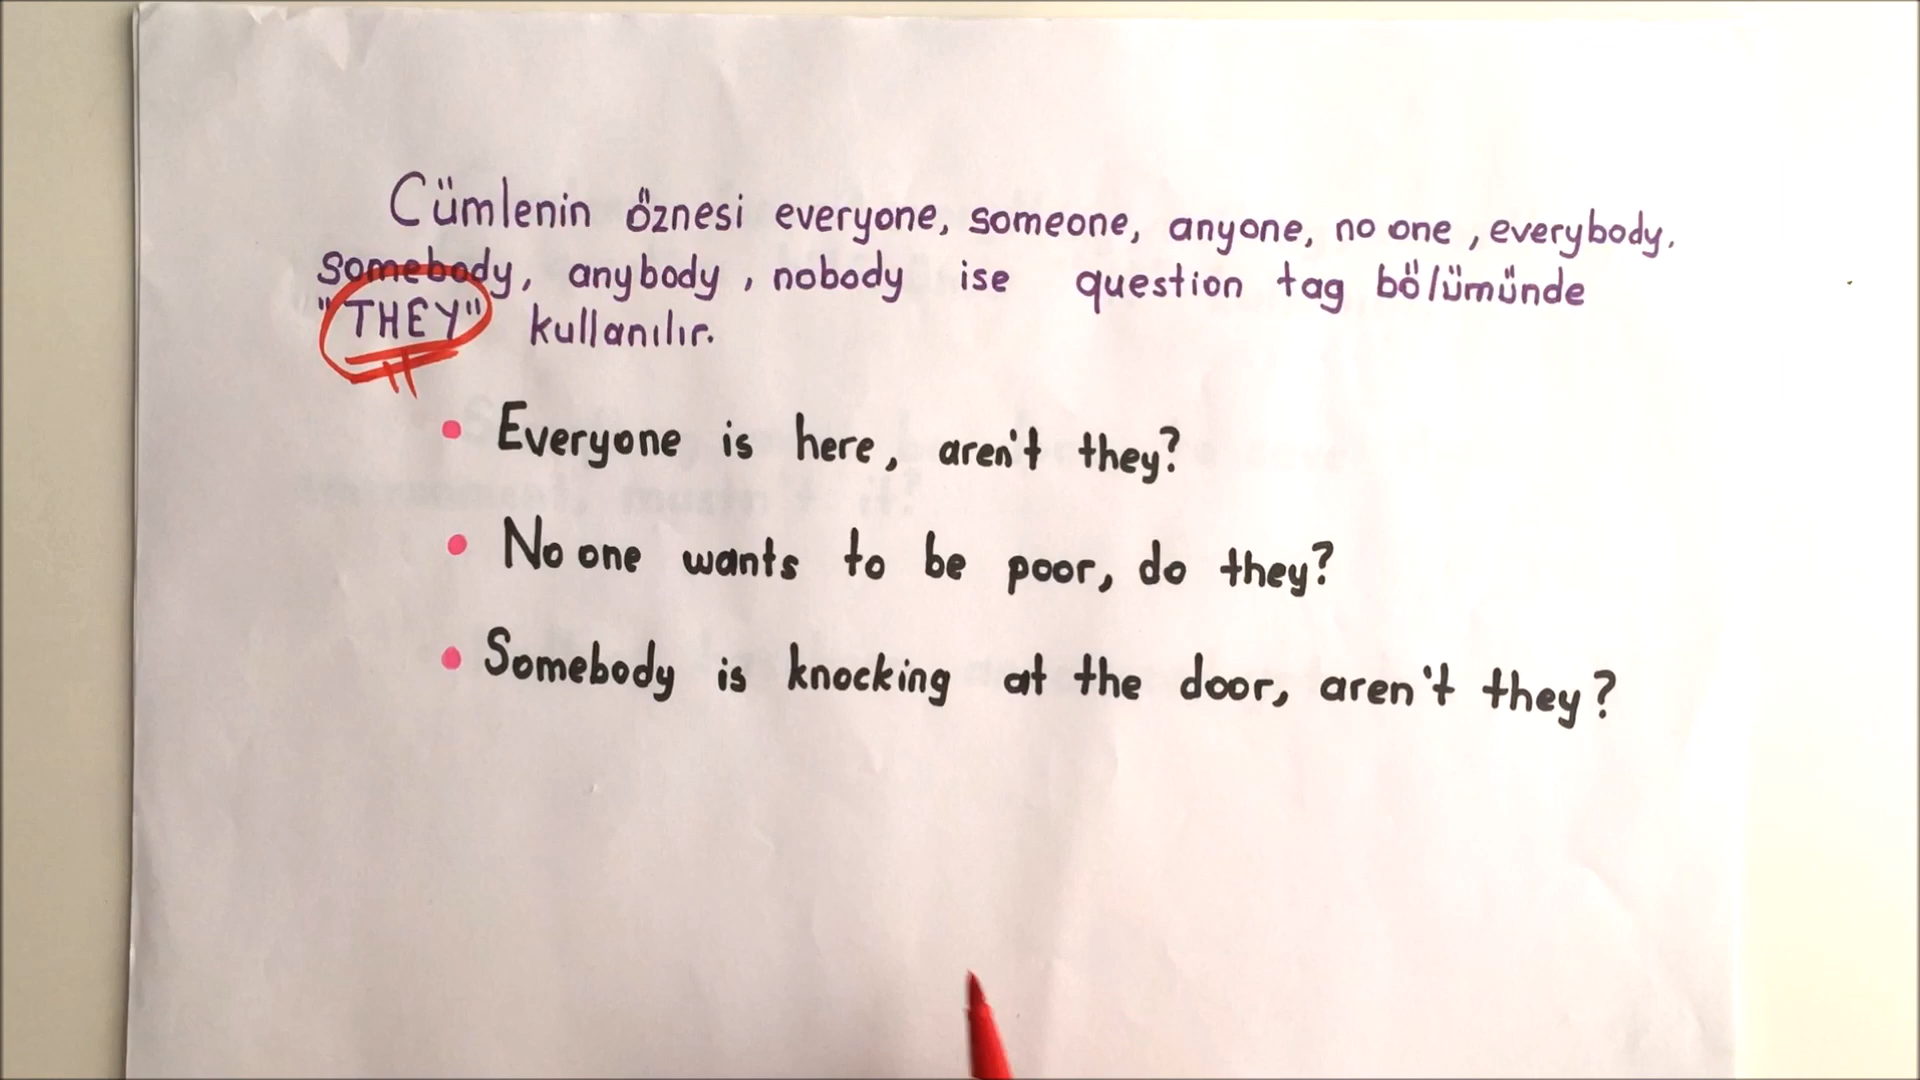 Cümlenin öznesi everyone, someone, anyone, no one, everybody,
somebody, anybody, nobody ise question tag bölümünde
"THEY" kullanılır.
• Everyone is here, aren't they?
• No one wants to be poor, do they?
• Somebody is knocking at the door, aren't they?